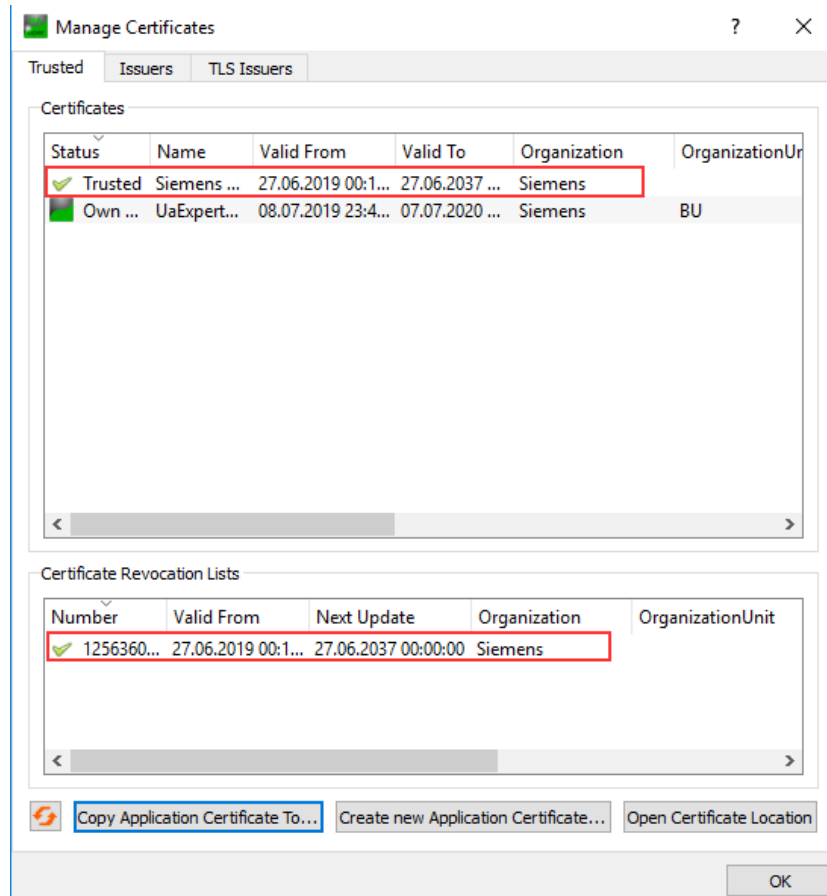 Manage Certificates ?
Trusted Issuers TLS Issuers
Certificates
Status Name Valid From Valid To Organization OrganizationUr
Trusted Siemens ... 27.06.2019 00:1... 27.06.2037 ... Siemens
Own ... UaExpert... 08.07.2019 23:4... 07.07.2020 ... Siemens BU
Certificate Revocation Lists
Number Valid From Next Update Organization OrganizationUnit
1256360... 27.06.2019 00:1... 27.06.2037 00:00:00 Siemens
Copy Application Certificate To... Create new Application Certificate... Open Certificate Location
OK